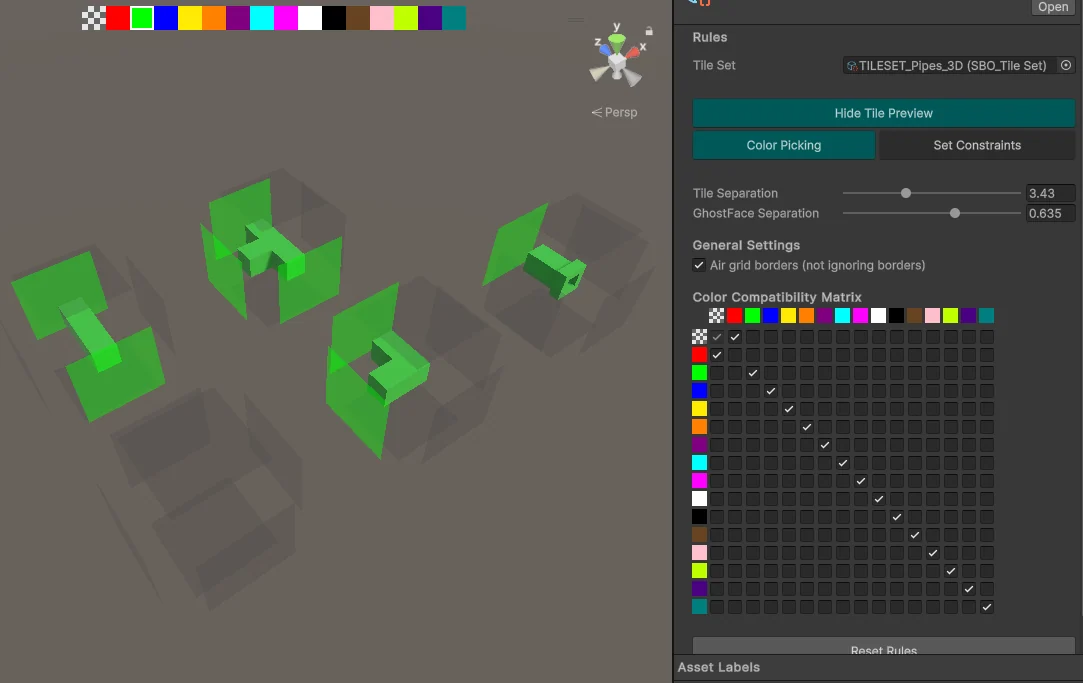 Open
y
z
x
< Persp
Rules
Tile Set
TILESET_Pipes_3D (SBO_Tile Set)
Hide Tile Preview
Color Picking
Set Constraints
Tile Separation
3.43
GhostFace Separation
0.635
General Settings
Air grid borders (not ignoring borders)
Color Compatibility Matrix
Reset Rules
Asset Labels